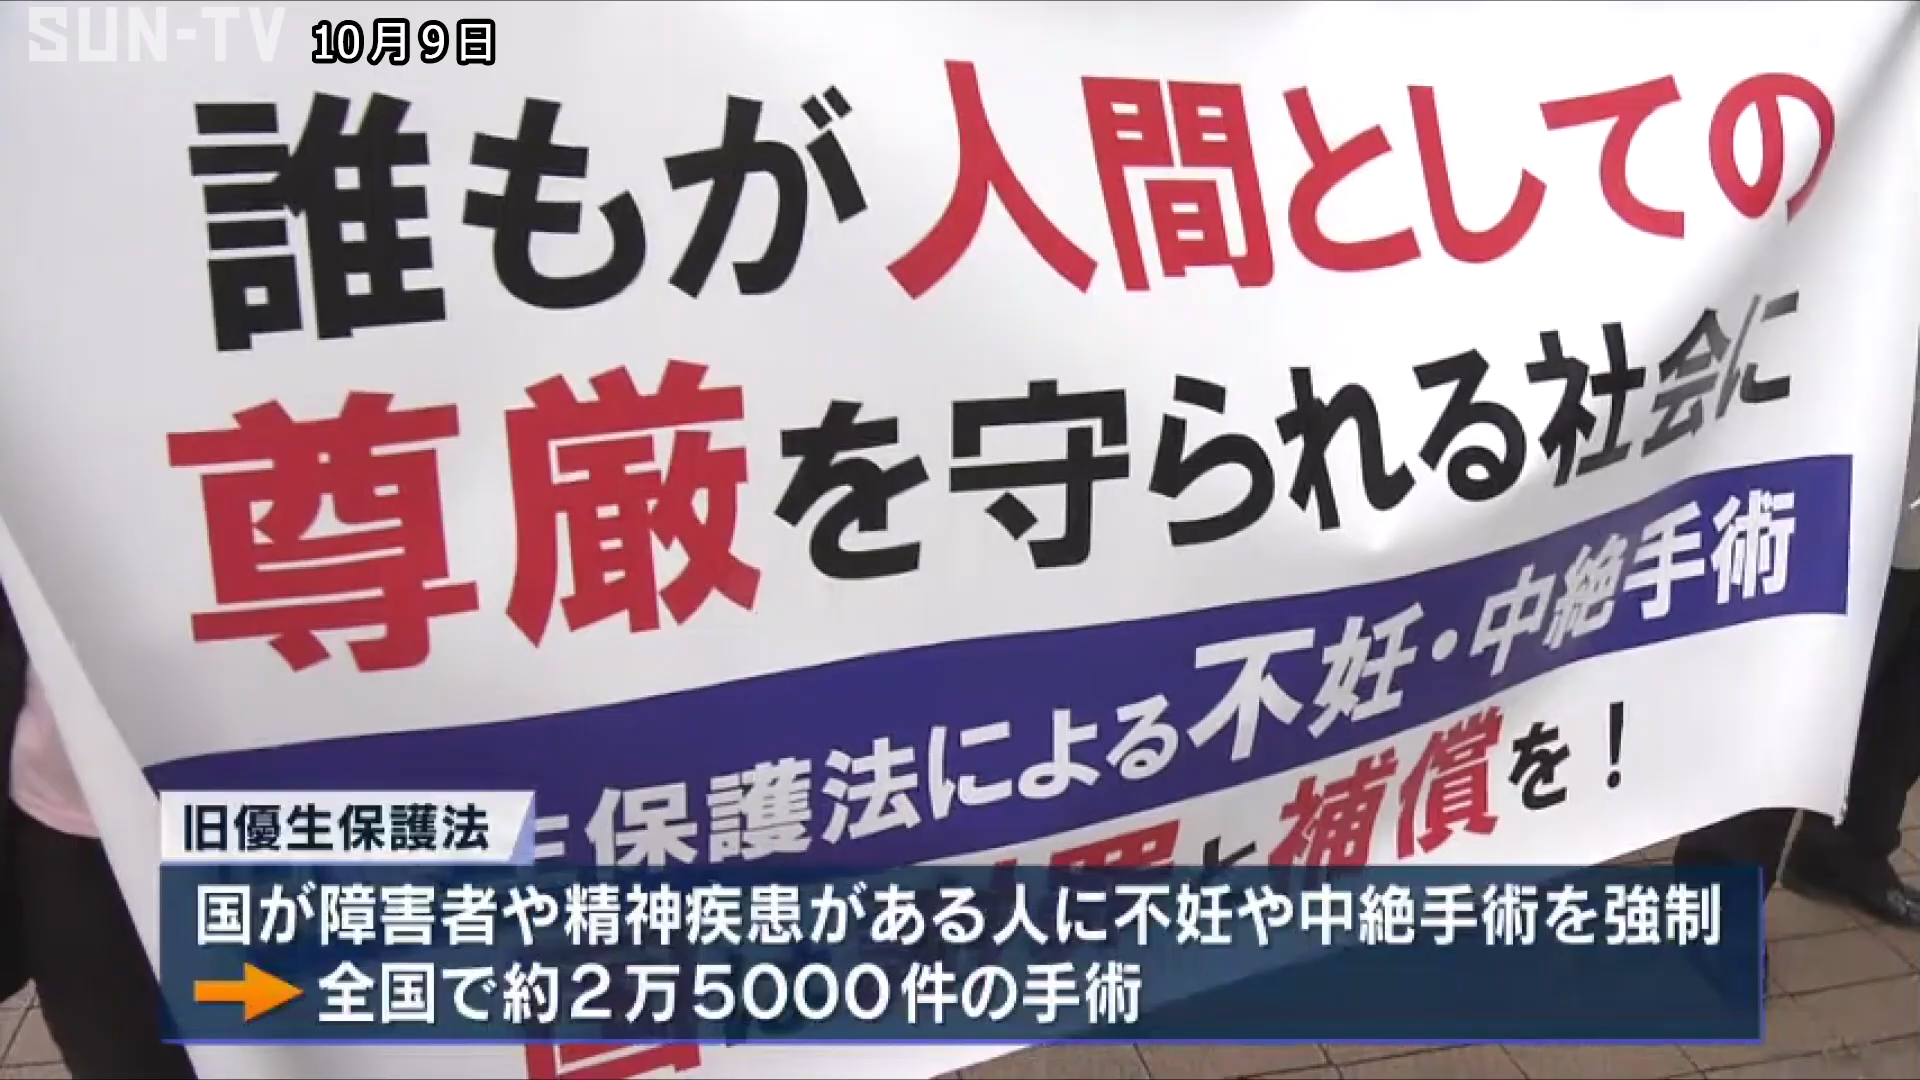 SUN-TV
10月9日
誰もが人間としての
尊厳を守られる社会に
生保護法による不妊・中絶手術
と補償を！
旧優生保護法
国が障害者や精神疾患がある人に不妊や中絶手術を強制
全国で約２万５０００件の手術